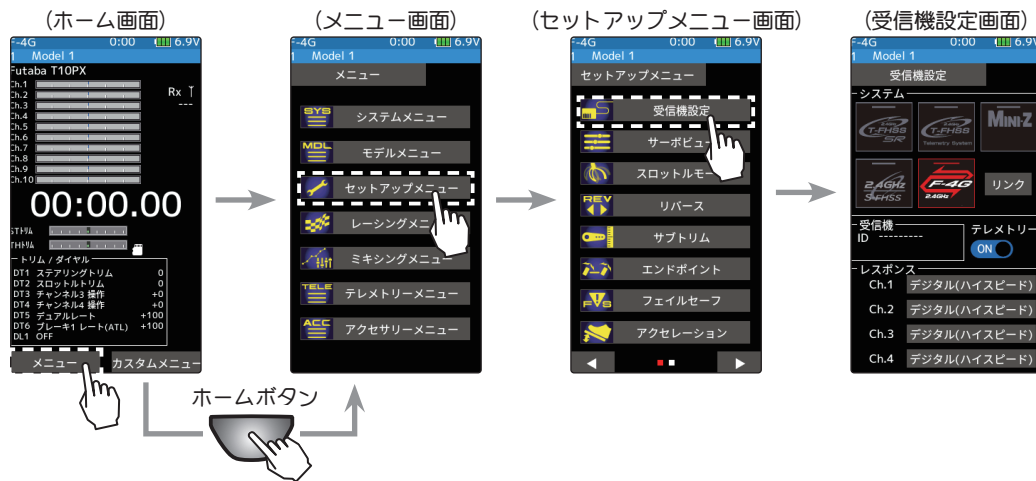 (ホーム画面)
F-4G 0:00 6.9V
1 Model 1
Futaba T10PX
Ch.1
Ch.2
Ch.3
Ch.4
Ch.5
Ch.6
Ch.7
Ch.8
Ch.9
Ch.10
Rx
---
00:00.00
STトリム
THトリム
トリム / ダイヤル
DT1 ステアリングトリム 0
DT2 スロットルトリム 0
DT3 チャンネル3 操作 +0
DT4 チャンネル4 操作 +0
DT5 デュアルレート +100
DT6 ブレーキ1 レート(ATL) +100
DL1 OFF
メニュー カスタムメニュー
ホームボタン
(メニュー画面)
F-4G 0:00 6.9V
1 Model 1
メニュー
SYS システムメニュー
MDL モデルメニュー
セットアップメニュー
レーシングメニ
ミキシングメニュー
TELE テレメトリーメニュー
ACC アクセサリーメニュー
(セットアップメニュー画面)
F-4G 0:00 6.9V
1 Model 1
セットアップメニュー
受信機設定
サーボビュー
スロットルモー
REV リバース
サブトリム
エンドポイント
F/S フェイルセーフ
アクセレーション
(受信機設定画面)
F-4G 0:00 6.9V
1 Model 1
受信機設定
システム
2.4GHz T-FHSS SR
2.4GHz T-FHSS Telemetry System
MINI-Z
2.4GHz S-FHSS
F-4G 2.4GHz
リンク
受信機
ID ---------
テレメトリー
ON
レスポンス
Ch.1 デジタル(ハイスピード)
Ch.2 デジタル(ハイスピード)
Ch.3 デジタル(ハイスピード)
Ch.4 デジタル(ハイスピード)